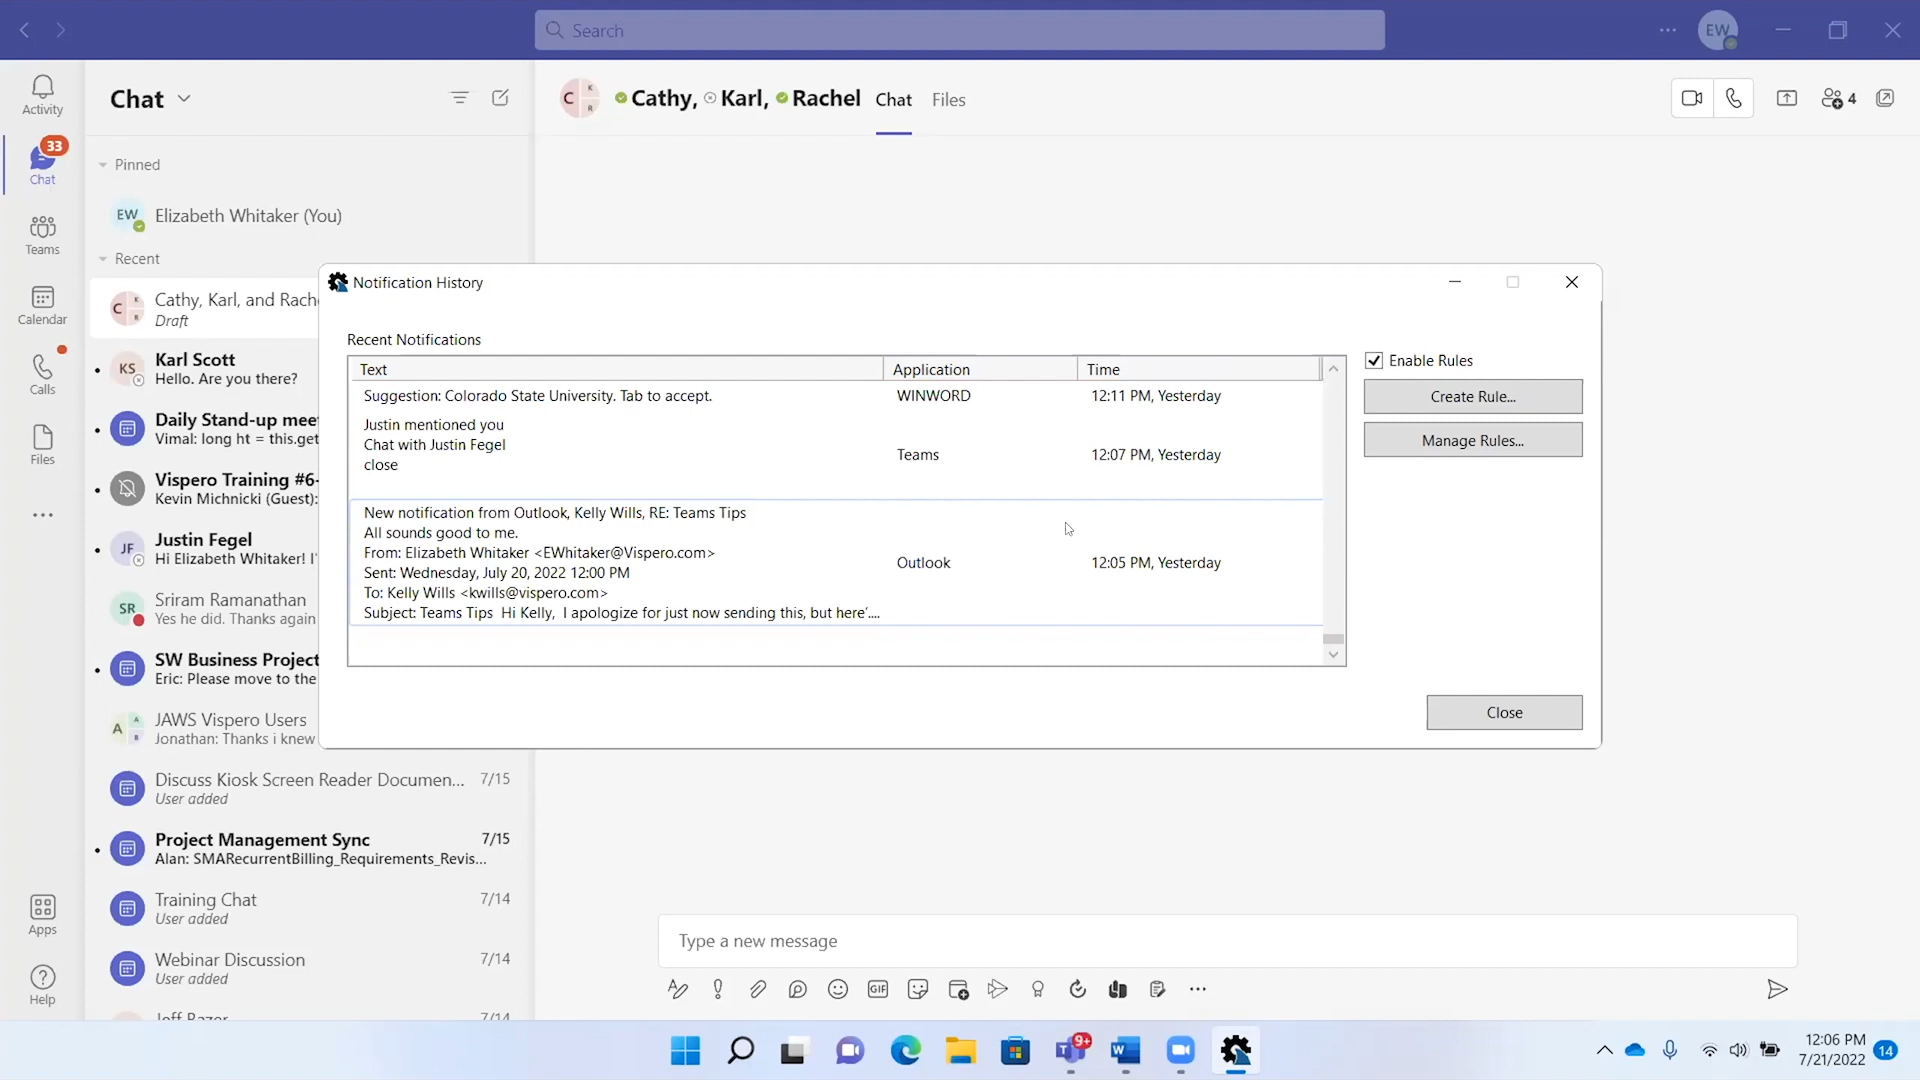 Search
EW
Activity
33
Chat
Teams
Calendar
Calls
Files
Apps
Help
Chat
Pinned
EW
Elizabeth Whitaker (You)
Recent
C K R
Cathy, Karl, and Rach
Draft
KS
Karl Scott
Hello. Are you there?
Daily Stand-up mee
Vimal: long ht = this.get
Vispero Training #6-
Kevin Michnicki (Guest):
JF
Justin Fegel
Hi Elizabeth Whitaker! I'
SR
Sriram Ramanathan
Yes he did. Thanks again
SW Business Project
Eric: Please move to the
A A R
JAWS Vispero Users
Jonathan: Thanks i knew
Discuss Kiosk Screen Reader Documen... 7/15
User added
Project Management Sync 7/15
Alan: SMARecurrentBilling_Requirements_Revis...
Training Chat 7/14
User added
Webinar Discussion 7/14
User added
7/14
C K R
Cathy, Karl, Rachel Chat Files
4
Notification History
Recent Notifications
Text Application Time
Suggestion: Colorado State University. Tab to accept. WINWORD 12:11 PM, Yesterday
Justin mentioned you
Chat with Justin Fegel
close
Teams 12:07 PM, Yesterday
New notification from Outlook, Kelly Wills, RE: Teams Tips
All sounds good to me.
From: Elizabeth Whitaker <EWhitaker@Vispero.com>
Sent: Wednesday, July 20, 2022 12:00 PM
To: Kelly Wills <kwills@vispero.com>
Subject: Teams Tips  Hi Kelly,  I apologize for just now sending this, but here'....
Outlook 12:05 PM, Yesterday
Enable Rules
Create Rule...
Manage Rules...
Close
Type a new message
GIF
9+
W
12:06 PM
7/21/2022
14